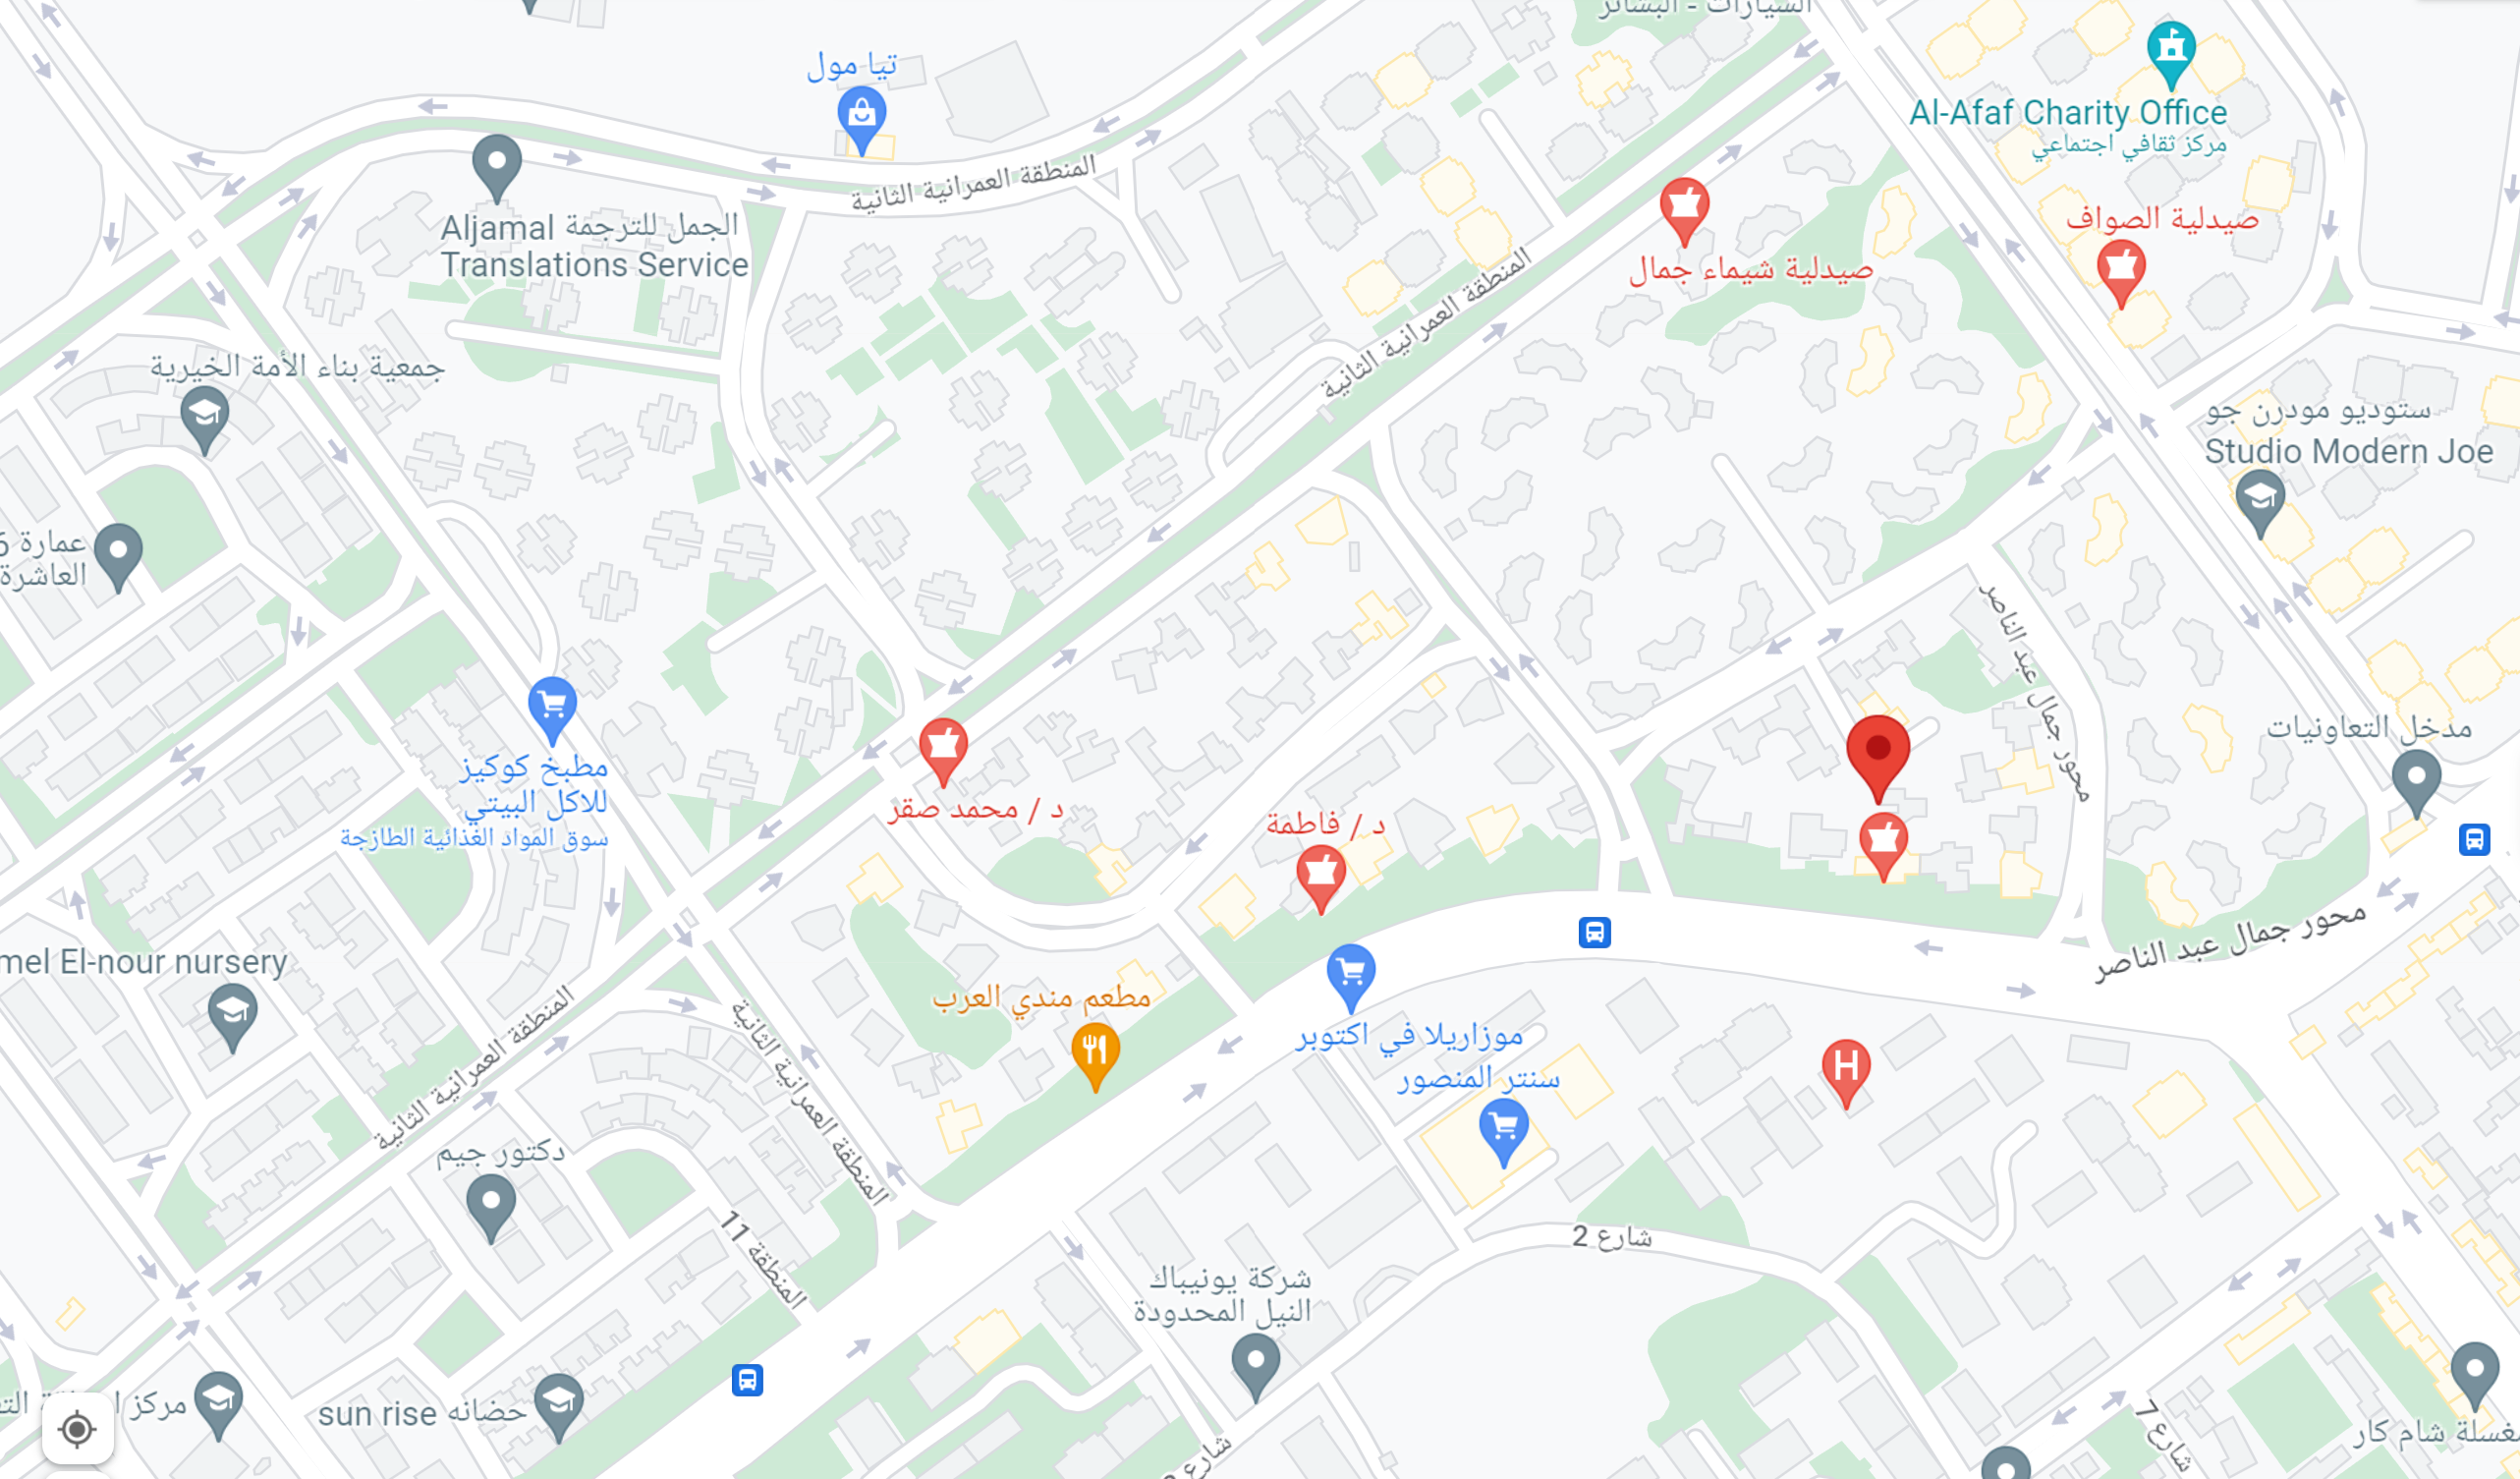 السيارات - البشائر
تيا مول
Al-Afaf Charity Office
مركز ثقافي اجتماعي
المنطقة العمرانية الثانية
Aljamal الجمل للترجمة
Translations Service
صيدلية شيماء جمال
صيدلية الصواف
المنطقة العمرانية الثانية
جمعية بناء الأمة الخيرية
ستوديو مودرن جو
Studio Modern Joe
عمارة 6
العاشرة
محور جمال عبد الناصر
مدخل التعاونيات
مطبخ كوكيز
للاكل البيتي
سوق المواد الغذائية الطازجة
د / محمد صقر
د / فاطمة
H
محور جمال عبد الناصر
mel El-nour nursery
مطعم مندي العرب
موزاريلا في اكتوبر
سنتر المنصور
المنطقة العمرانية الثانية
المنطقة العمرانية الثانية
دكتور جيم
المنطقة 11
شارع 2
شركة يونيباك
النيل المحدودة
مركز
sun rise حضانه
شارع
شارع 7
مغسلة شام كار